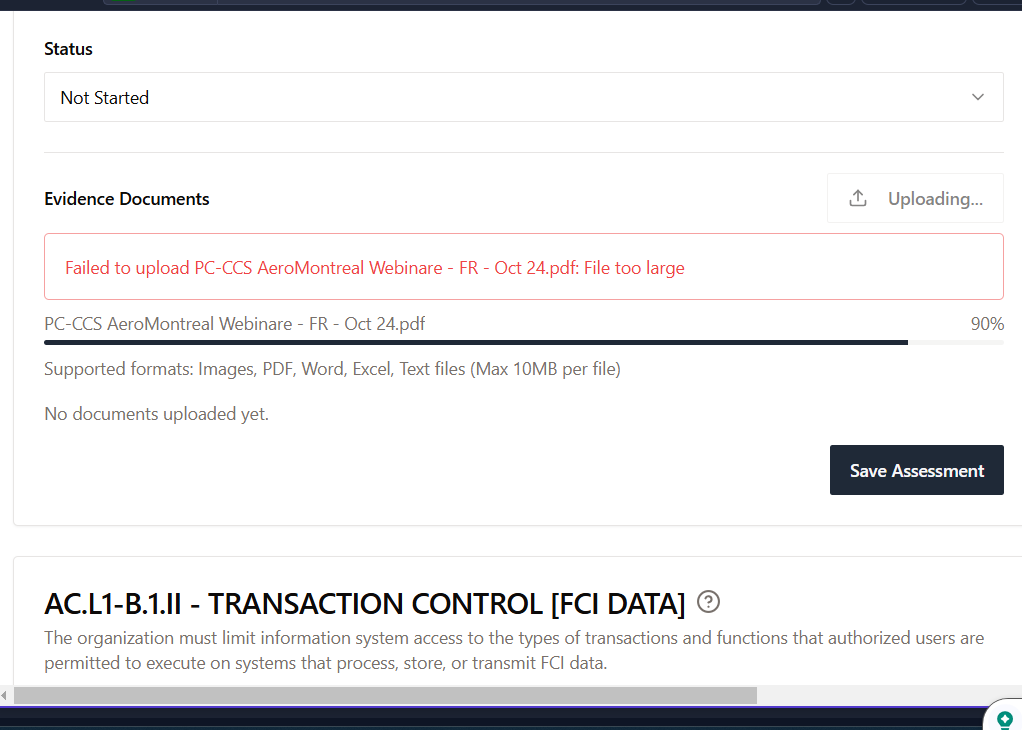 Status
Not Started
Evidence Documents
Uploading...
Failed to upload PC-CCS AeroMontreal Webinare - FR - Oct 24.pdf: File too large
PC-CCS AeroMontreal Webinare - FR - Oct 24.pdf
90%
Supported formats: Images, PDF, Word, Excel, Text files (Max 10MB per file)
No documents uploaded yet.
Save Assessment
AC.L1-B.1.II - TRANSACTION CONTROL [FCI DATA] ?
The organization must limit information system access to the types of transactions and functions that authorized users are
permitted to execute on systems that process, store, or transmit FCI data.